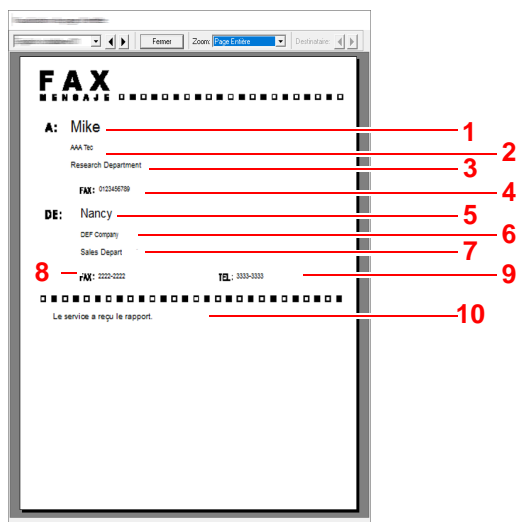 Fermer Zoom: Page Entière Destinataire:
FAX
MENSAJE
A: Mike 1
AAA Tec 2
Research Department 3
FAX: 0123456789 4
DE: Nancy 5
DEF Company 6
Sales Depart 7
8 FAX: 2222-2222 TEL: 3333-3333 9
Le service a reçu le rapport. 10